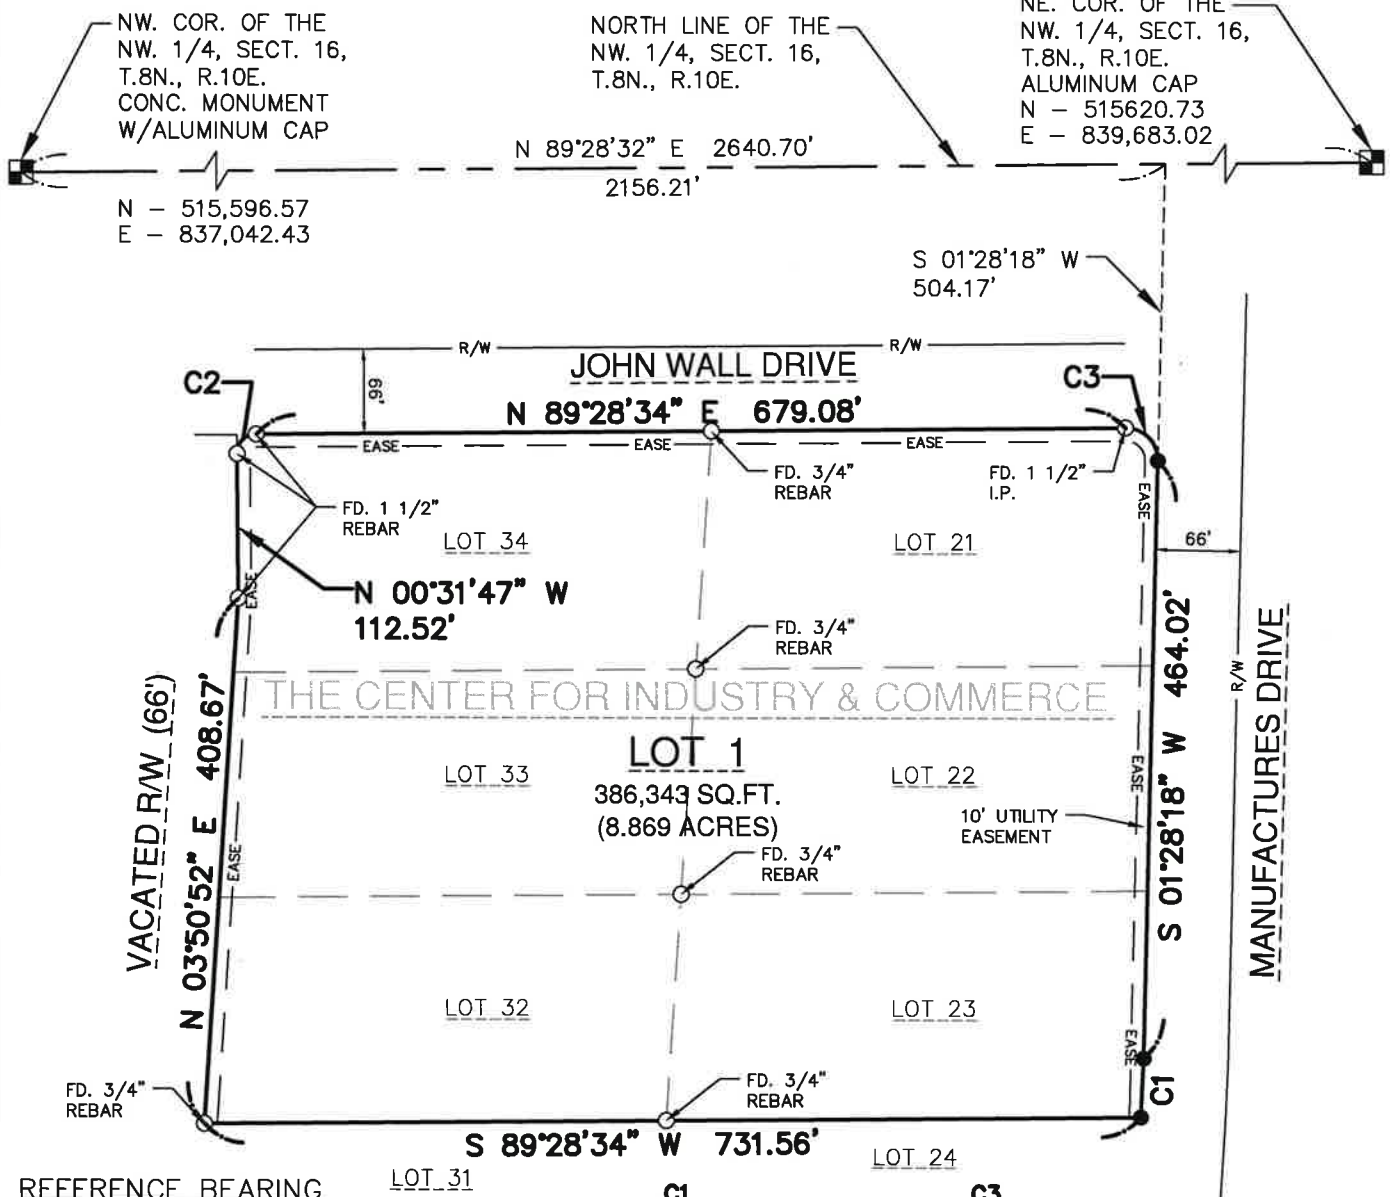 NW. COR. OF THE
NW. 1/4, SECT. 16,
T.8N., R.10E.
CONC. MONUMENT
W/ALUMINUM CAP
NORTH LINE OF THE
NW. 1/4, SECT. 16,
T.8N., R.10E.
NE. COR. OF THE
NW. 1/4, SECT. 16,
T.8N., R.10E.
ALUMINUM CAP
N - 515620.73
E - 839,683.02
N 89°28'32" E 2640.70'
2156.21'
N - 515,596.57
E - 837,042.43
S 01°28'18" W
504.17'
R/W
R/W
JOHN WALL DRIVE
66'
C2
C3
N 89°28'34" E 679.08'
EASE
EASE
EASE
FD. 3/4"
REBAR
FD. 1 1/2"
I.P.
EASE
FD. 1 1/2"
REBAR
LOT 34
LOT 21
66'
EASE
N 00°31'47" W
112.52'
FD. 3/4"
REBAR
THE CENTER FOR INDUSTRY & COMMERCE
VACATED R/W (66')
N 03°50'52" E 408.67'
S 01°28'18" W 464.02'
R/W
MANUFACTURES DRIVE
LOT 1
386,343 SQ.FT.
(8.869 ACRES)
LOT 33
LOT 22
EASE
10' UTILITY
EASEMENT
FD. 3/4"
REBAR
EASE
LOT 32
LOT 23
EASE
C1
FD. 3/4"
REBAR
FD. 3/4"
REBAR
S 89°28'34" W 731.56'
LOT 24
LOT 31
REFERENCE BEARING
C1
C3